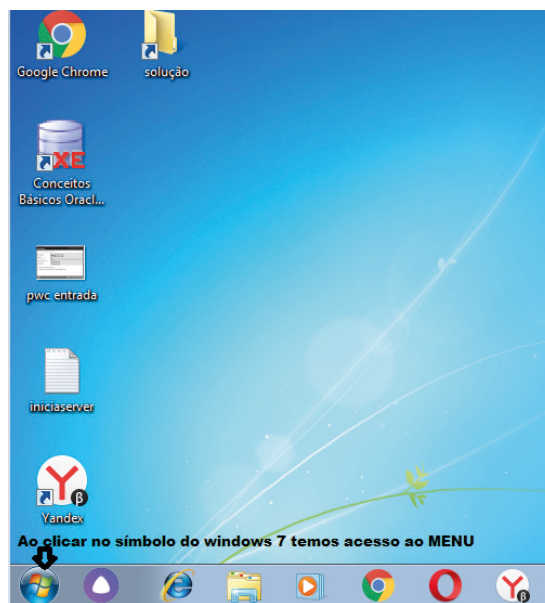 Google Chrome
solução
XE
Conceitos
Básicos Oracl...
pwc entrada
iniciaserver
Yandex
Ao clicar no símbolo do windows 7 temos acesso ao MENU